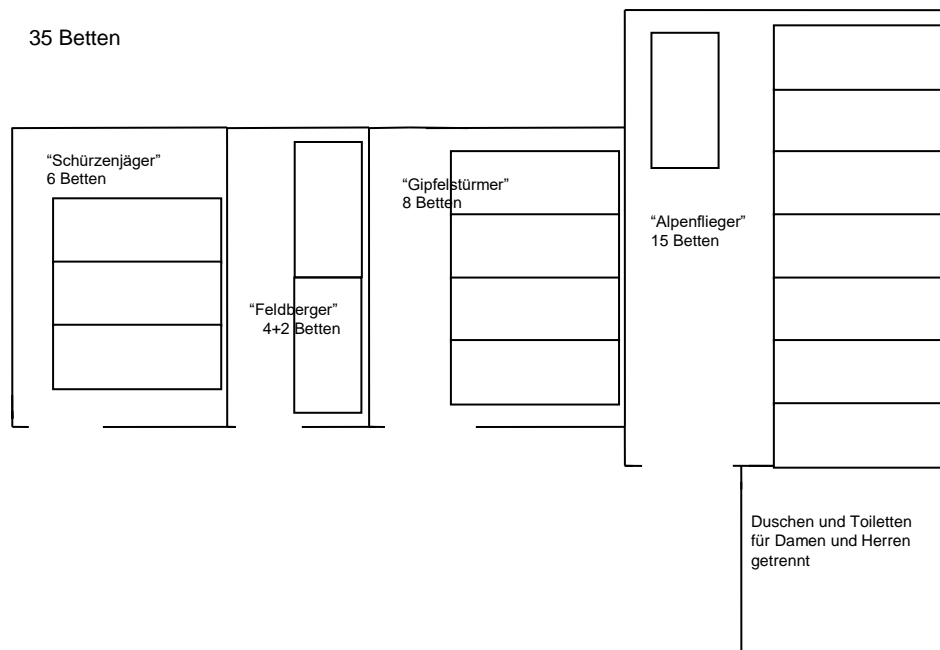 35 Betten
“Schürzenjäger”
6 Betten
“Feldberger”
4+2 Betten
“Gipfelstürmer”
8 Betten
“Alpenflieger”
15 Betten
Duschen und Toiletten
für Damen und Herren
getrennt